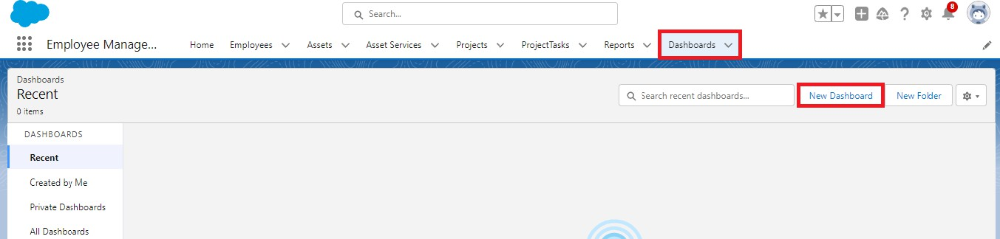 Search...
8
Employee Manage... Home Employees Assets Asset Services Projects ProjectTasks Reports Dashboards
Dashboards
Recent
0 items
Search recent dashboards... New Dashboard New Folder
DASHBOARDS
Recent
Created by Me
Private Dashboards
All Dashboards